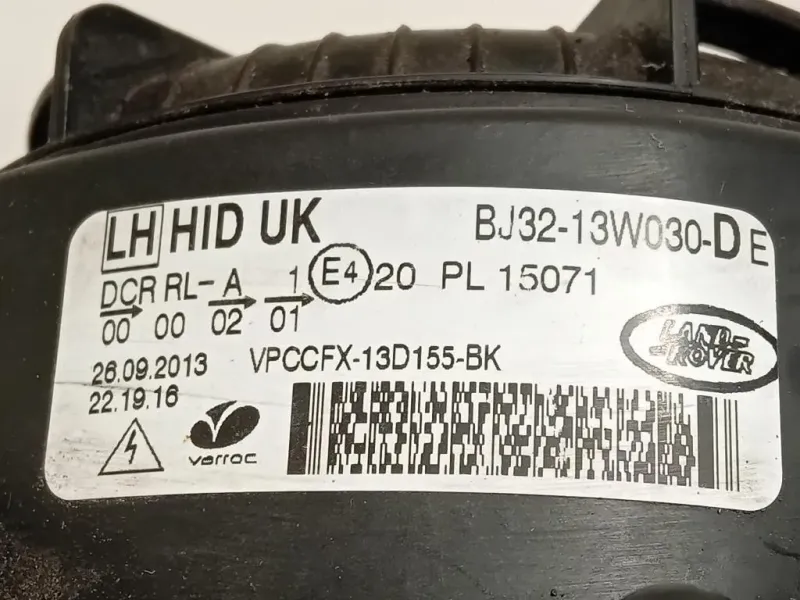 LH HID UK BJ32-13W030-D E
DCR RL- A 1 E4 20 PL 15071
00 00 02 01
LAND-
-ROVER
26.09.2013 VPCCFX-13D155-BK
22.19.16
varroc